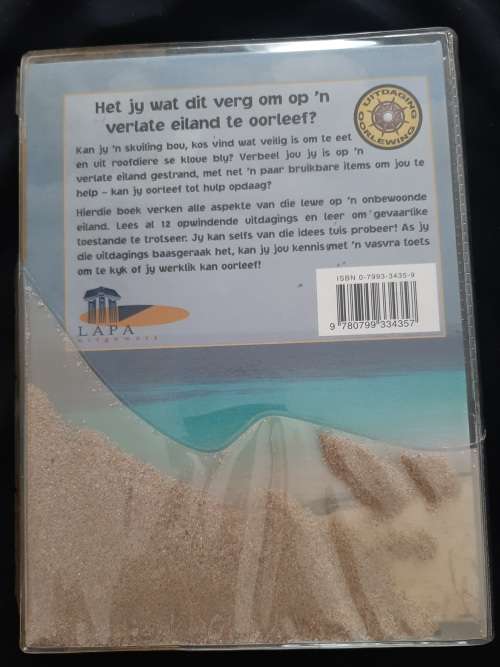 Het jy wat dit verg om op 'n
verlate eiland te oorleef?
UITDAGING
OORLEWING
Kan jy 'n skuiling bou, kos vind wat veilig is om te eet
en uit roofdiere se kloue bly? Verbeel jou jy is op 'n
verlate eiland gestrand, met net 'n paar bruikbare items om jou te
help – kan jy oorleef tot hulp opdaag?
Hierdie boek verken alle aspekte van die lewe op 'n onbewoonde
eiland. Lees al 12 opwindende uitdagings en leer om gevaarlike
toestande te trotseer. Jy kan selfs van die idees tuis probeer! As jy
die uitdagings baasgeraak het, kan jy jou kennis met 'n vasvra toets
om te kyk of jy werklik kan oorleef!
ISBN 0-7993-3435-9
9 780799 334357
LAPA
uitgewers